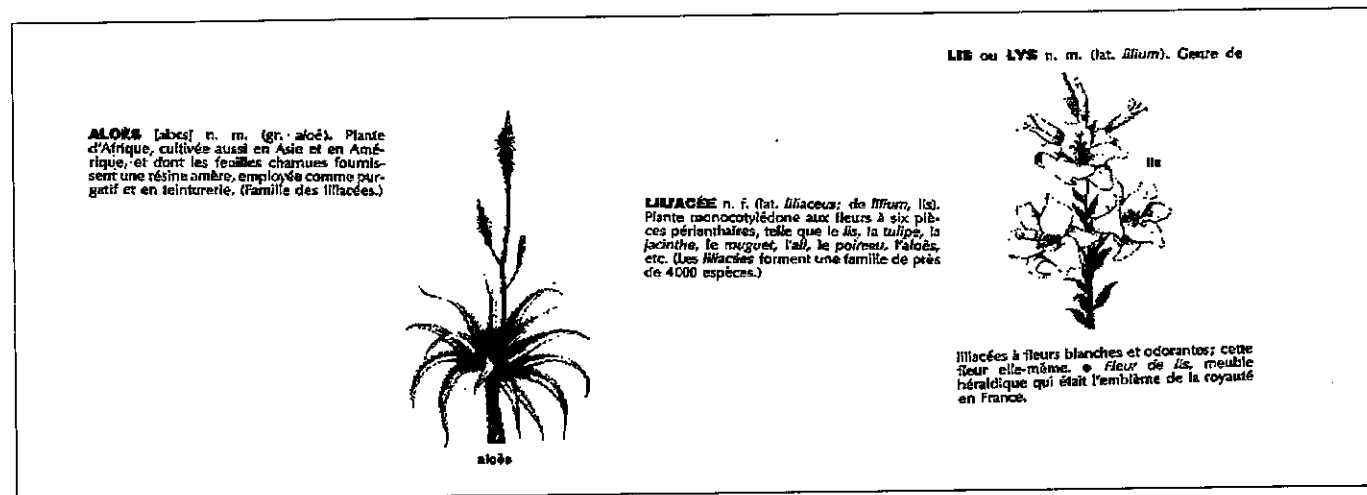 ALOÈS [alɔɛs] n. m. (gr. aloê). Plante
d'Afrique, cultivée aussi en Asie et en Amé-
rique, et dont les feuilles charnues fournis-
sent une résine amère, employée comme pur-
gatif et en teinturerie. (Famille des liliacées.)
aloès
LILIACÉE n. f. (lat. liliaceus; de lilium, lis).
Plante monocotylédone aux fleurs à six piè-
ces périanthaires, telle que le lis, la tulipe, la
jacinthe, le muguet, l'ail, le poireau, l'aloès,
etc. (Les liliacées forment une famille de près
de 4000 espèces.)
LIS ou LYS n. m. (lat. lilium). Genre de
lis
liliacées à fleurs blanches et odorantes; cette
fleur elle-même. ● Fleur de lis, meuble
héraldique qui était l'emblème de la royauté
en France.